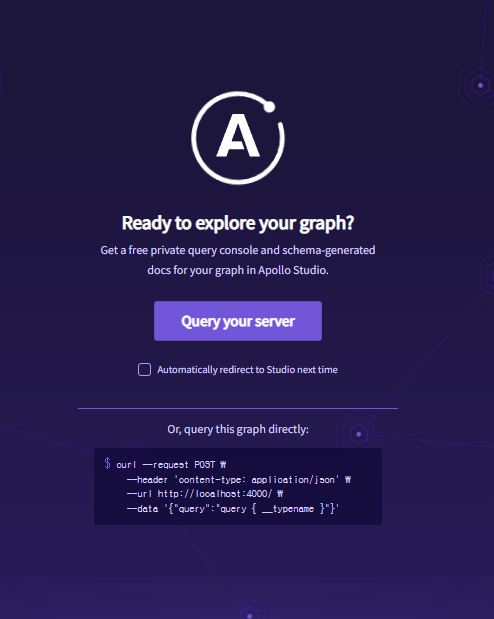 A
Ready to explore your graph?
Get a free private query console and schema-generated
docs for your graph in Apollo Studio.
Query your server
Automatically redirect to Studio next time
Or, query this graph directly:
$ curl --request POST ₩
--header 'content-type: application/json' ₩
--url http://localhost:4000/ ₩
--data '{"query":"query { __typename }"}'